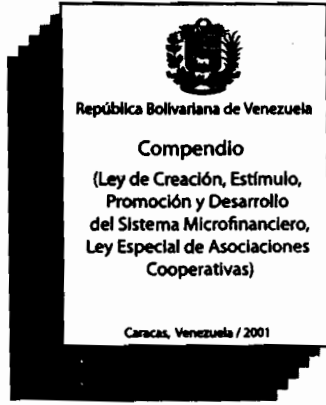 República Bolivariana de Venezuela
Compendio
(Ley de Creación, Estímulo,
Promoción y Desarrollo
del Sistema Microfinanciero,
Ley Especial de Asociaciones
Cooperativas)
Caracas, Venezuela / 2001